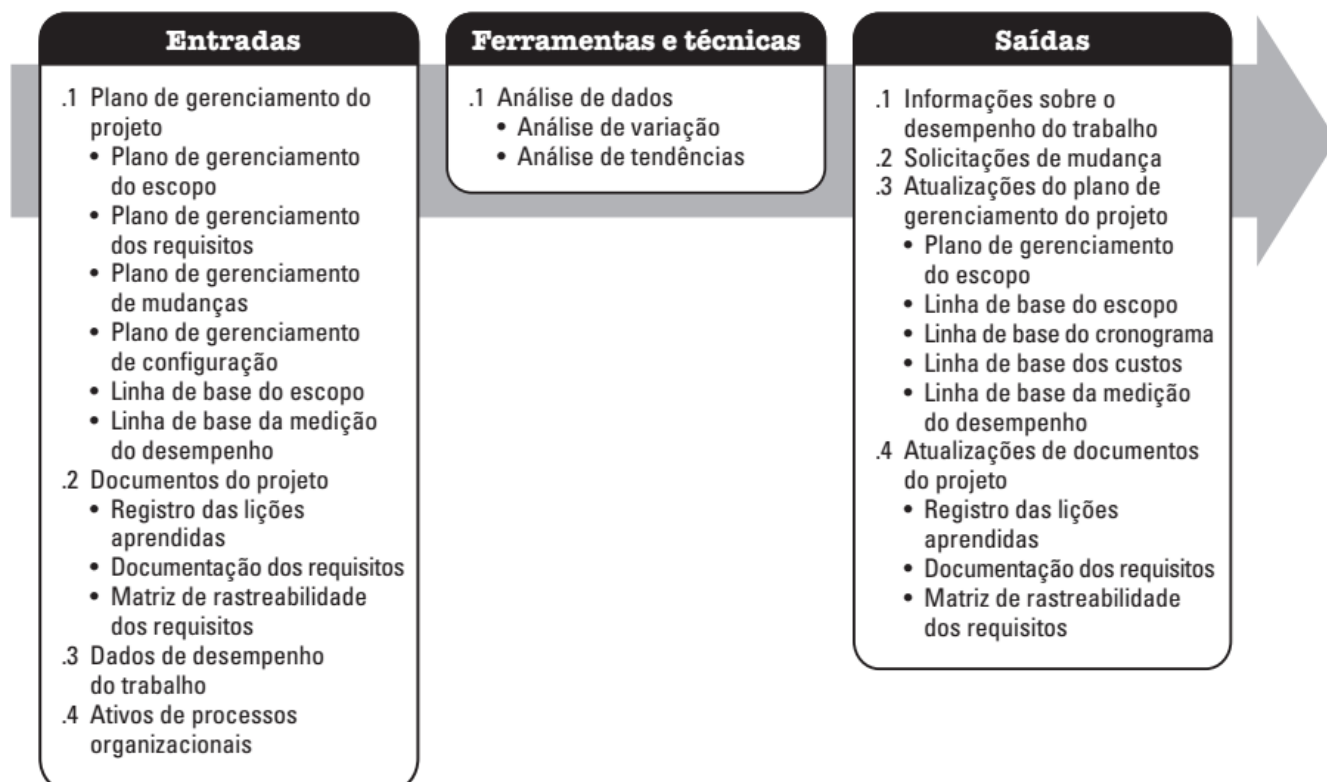 Entradas
.1 Plano de gerenciamento do
projeto
• Plano de gerenciamento
do escopo
• Plano de gerenciamento
dos requisitos
• Plano de gerenciamento
de mudanças
• Plano de gerenciamento
de configuração
• Linha de base do escopo
• Linha de base da medição
do desempenho
.2 Documentos do projeto
• Registro das lições
aprendidas
• Documentação dos requisitos
• Matriz de rastreabilidade
dos requisitos
.3 Dados de desempenho
do trabalho
.4 Ativos de processos
organizacionais
Ferramentas e técnicas
.1 Análise de dados
• Análise de variação
• Análise de tendências
Saídas
.1 Informações sobre o
desempenho do trabalho
.2 Solicitações de mudança
.3 Atualizações do plano de
gerenciamento do projeto
• Plano de gerenciamento
do escopo
• Linha de base do escopo
• Linha de base do cronograma
• Linha de base dos custos
• Linha de base da medição
do desempenho
.4 Atualizações de documentos
do projeto
• Registro das lições
aprendidas
• Documentação dos requisitos
• Matriz de rastreabilidade
dos requisitos